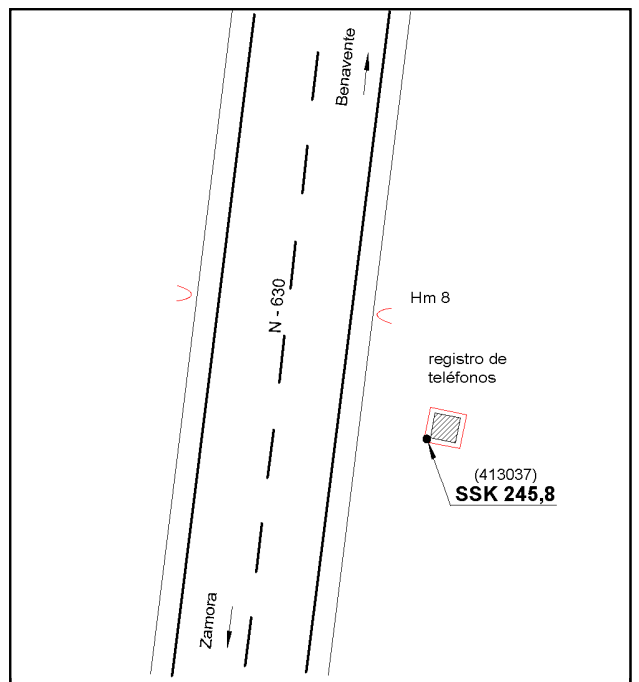 Benavente
N - 630
Hm 8
registro de
teléfonos
(413037)
SSK 245,8
Zamora